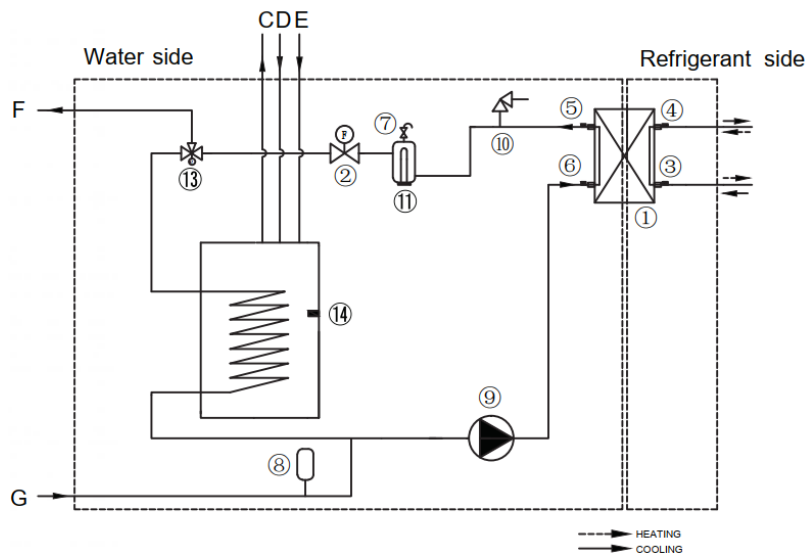 C D E
Water side
Refrigerant side
F
⑦
⑩
⑤
④
F
⑬
②
⑪
⑥
③
①
⑭
⑨
⑧
G
HEATING
COOLING